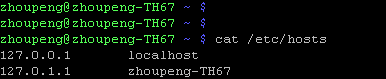 zhoupeng@zhoupeng-TH67 ~ $
zhoupeng@zhoupeng-TH67 ~ $
zhoupeng@zhoupeng-TH67 ~ $ cat /etc/hosts
127.0.0.1 localhost
127.0.1.1 zhoupeng-TH67